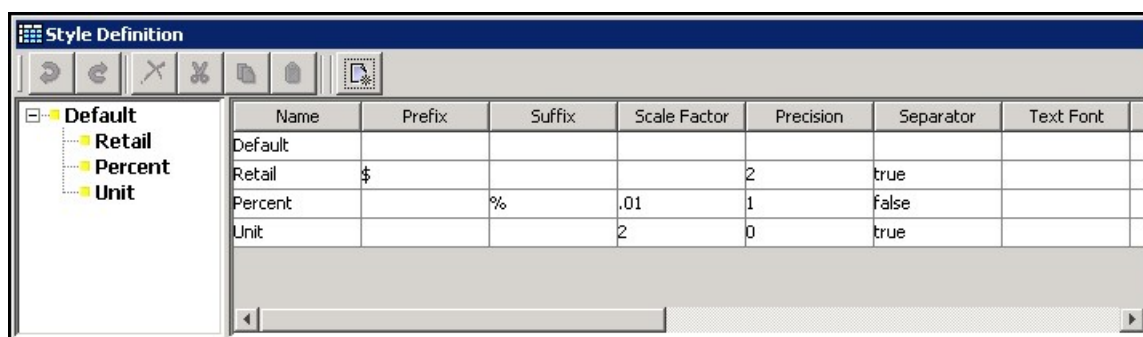 Style Definition
Default
Retail
Percent
Unit
Name Prefix Suffix Scale Factor Precision Separator Text Font
Default
Retail $ 2 true
Percent % .01 1 false
Unit 2 0 true